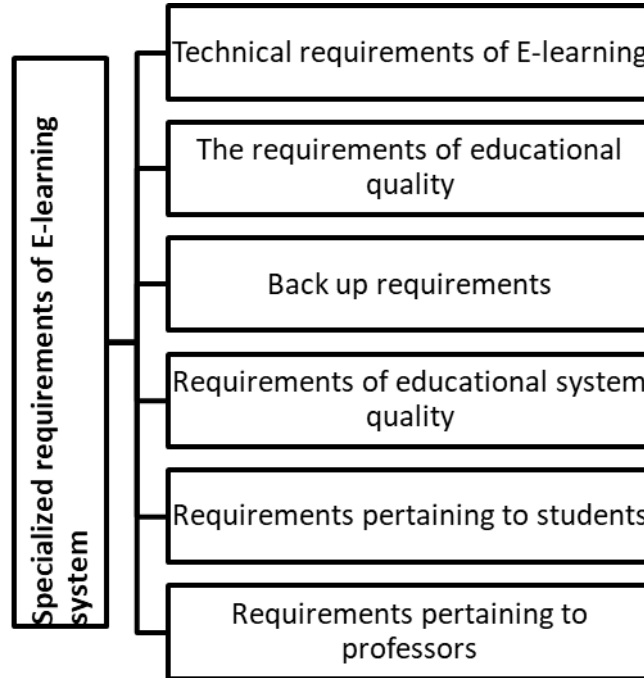 Specialized requirements of E-learning
system
Technical requirements of E-learning
The requirements of educational
quality
Back up requirements
Requirements of educational system
quality
Requirements pertaining to students
Requirements pertaining to
professors